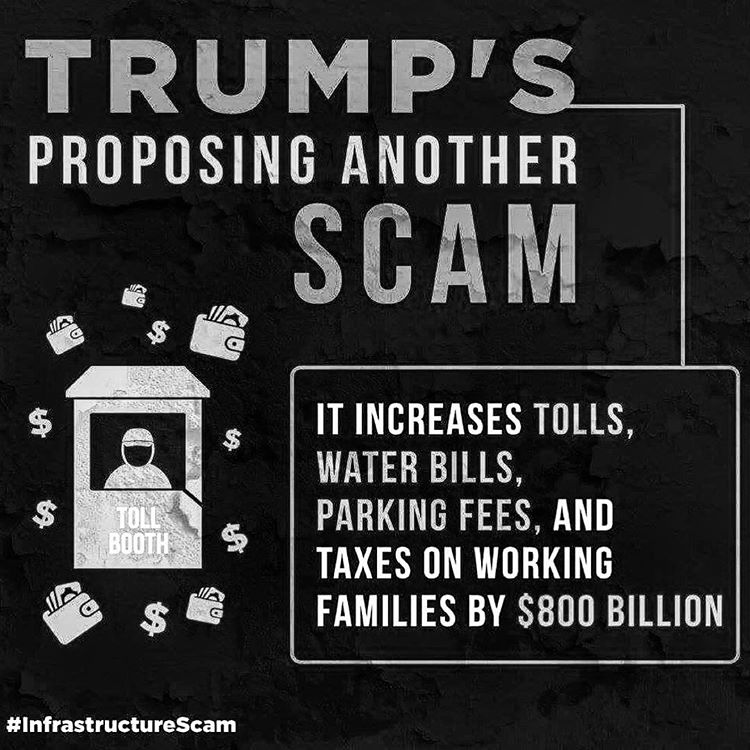 TRUMP'S
PROPOSING ANOTHER
SCAM
IT INCREASES TOLLS,
WATER BILLS,
PARKING FEES, AND
TAXES ON WORKING
FAMILIES BY $800 BILLION
TOLL
BOOTH
#InfrastructureScam